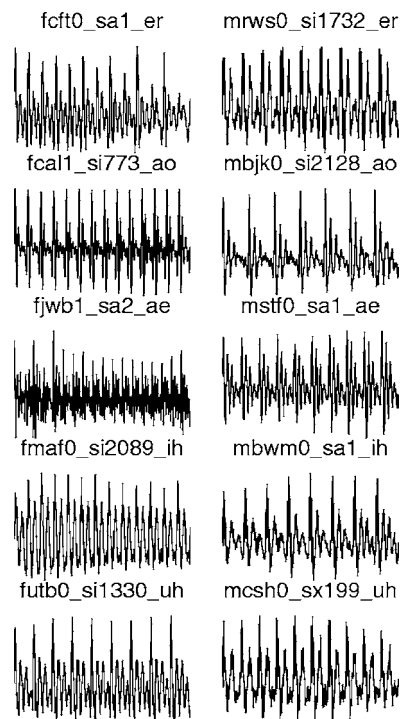 fcft0_sa1_er mrws0_si1732_er
fcal1_si773_ao mbjk0_si2128_ao
fjwb1_sa2_ae mstf0_sa1_ae
fmaf0_si2089_ih mbwm0_sa1_ih
futb0_si1330_uh mcsh0_sx199_uh